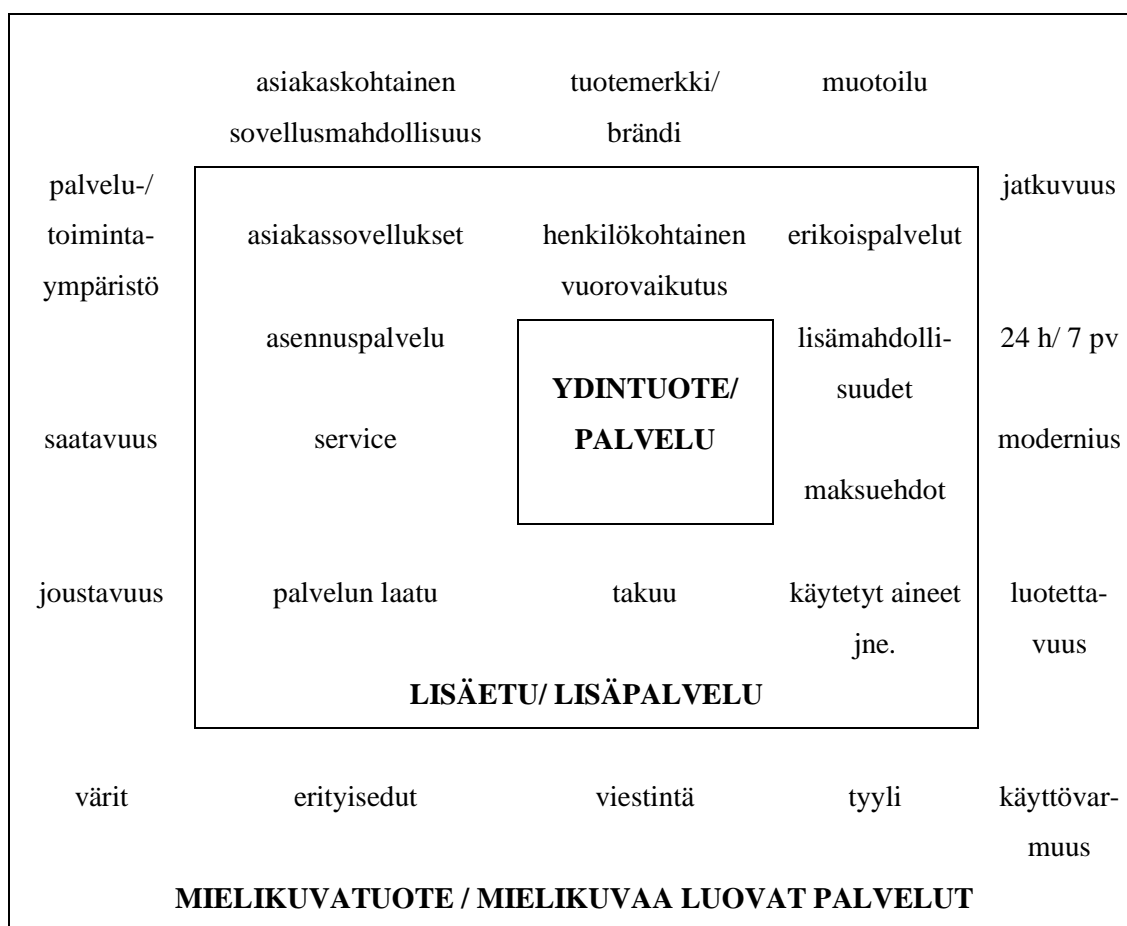 asiakaskohtainen tuotemerkki/ muotoilu
sovellusmahdollisuus brändi
palvelu-/ jatkuvuus
toiminta- asiakassovellukset henkilökohtainen erikoispalvelut
ympäristö vuorovaikutus
asennuspalvelu lisämahdolli- 24 h/ 7 pv
YDINTUOTE/ suudet
saatavuus service PALVELU modernius
maksuehdot
joustavuus palvelun laatu takuu käytetyt aineet luotetta-
jne. vuus
LISÄETU/ LISÄPALVELU
värit erityisedut viestintä tyyli käyttövar-
muus
MIELIKUVATUOTE / MIELIKUVAA LUOVAT PALVELUT